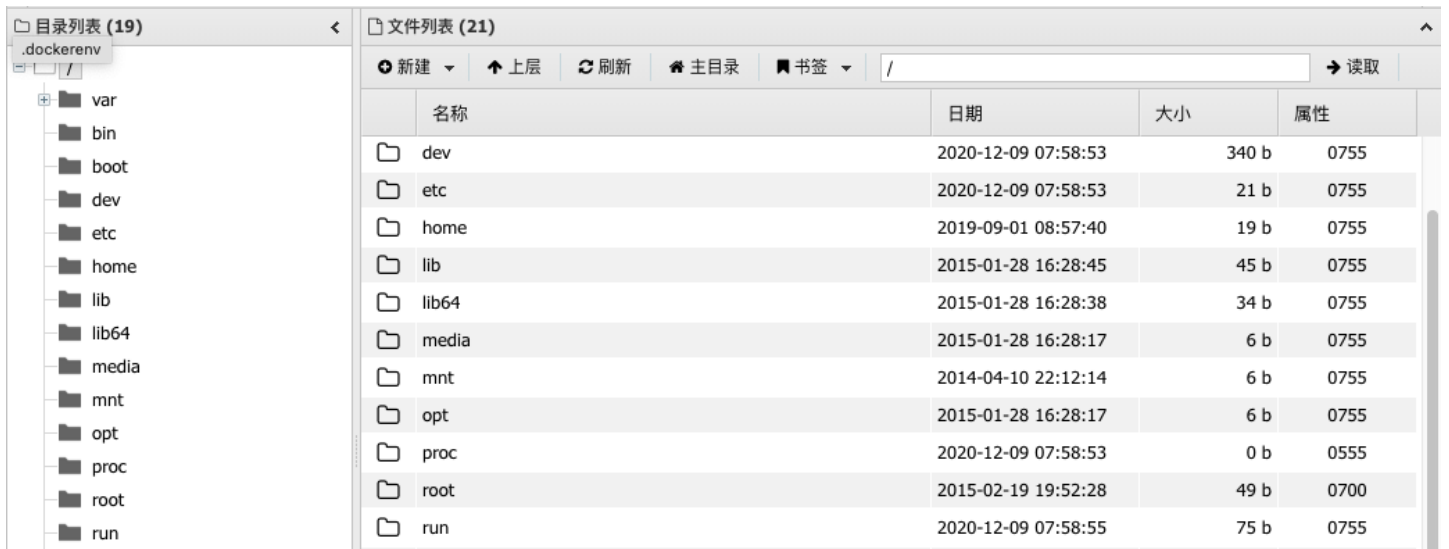 目录列表 (19)
.dockerenv
/
var
bin
boot
dev
etc
home
lib
lib64
media
mnt
opt
proc
root
run
文件列表 (21)
新建 上层 刷新 主目录 书签 / 读取
名称 日期 大小 属性
dev 2020-12-09 07:58:53 340 b 0755
etc 2020-12-09 07:58:53 21 b 0755
home 2019-09-01 08:57:40 19 b 0755
lib 2015-01-28 16:28:45 45 b 0755
lib64 2015-01-28 16:28:38 34 b 0755
media 2015-01-28 16:28:17 6 b 0755
mnt 2014-04-10 22:12:14 6 b 0755
opt 2015-01-28 16:28:17 6 b 0755
proc 2020-12-09 07:58:53 0 b 0555
root 2015-02-19 19:52:28 49 b 0700
run 2020-12-09 07:58:55 75 b 0755